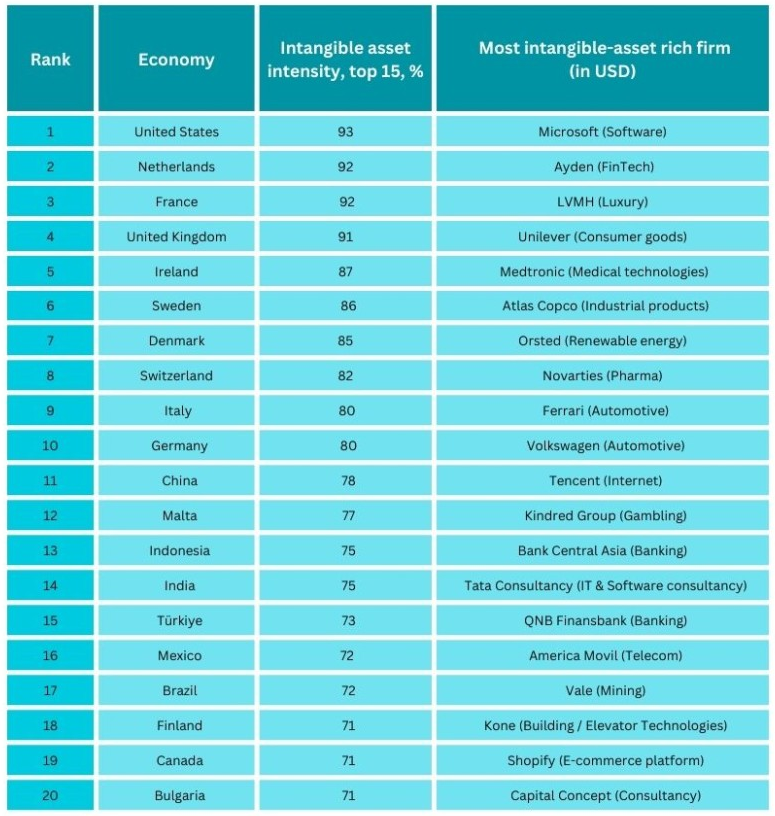 Rank Economy Intangible asset intensity, top 15, % Most intangible-asset rich firm (in USD)
1 United States 93 Microsoft (Software)
2 Netherlands 92 Ayden (FinTech)
3 France 92 LVMH (Luxury)
4 United Kingdom 91 Unilever (Consumer goods)
5 Ireland 87 Medtronic (Medical technologies)
6 Sweden 86 Atlas Copco (Industrial products)
7 Denmark 85 Orsted (Renewable energy)
8 Switzerland 82 Novarties (Pharma)
9 Italy 80 Ferrari (Automotive)
10 Germany 80 Volkswagen (Automotive)
11 China 78 Tencent (Internet)
12 Malta 77 Kindred Group (Gambling)
13 Indonesia 75 Bank Central Asia (Banking)
14 India 75 Tata Consultancy (IT & Software consultancy)
15 Türkiye 73 QNB Finansbank (Banking)
16 Mexico 72 America Movil (Telecom)
17 Brazil 72 Vale (Mining)
18 Finland 71 Kone (Building / Elevator Technologies)
19 Canada 71 Shopify (E-commerce platform)
20 Bulgaria 71 Capital Concept (Consultancy)